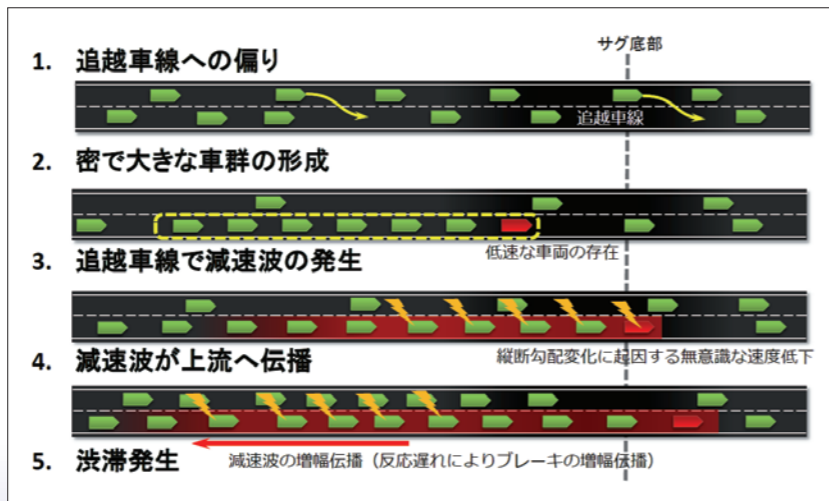 サグ底部
1. 追越車線への偏り
追越車線
2. 密で大きな車群の形成
低速な車両の存在
3. 追越車線で減速波の発生
縦断勾配変化に起因する無意識な速度低下
4. 減速波が上流へ伝播
減速波の増幅伝播（反応遅れによりブレーキの増幅伝播）
5. 渋滞発生